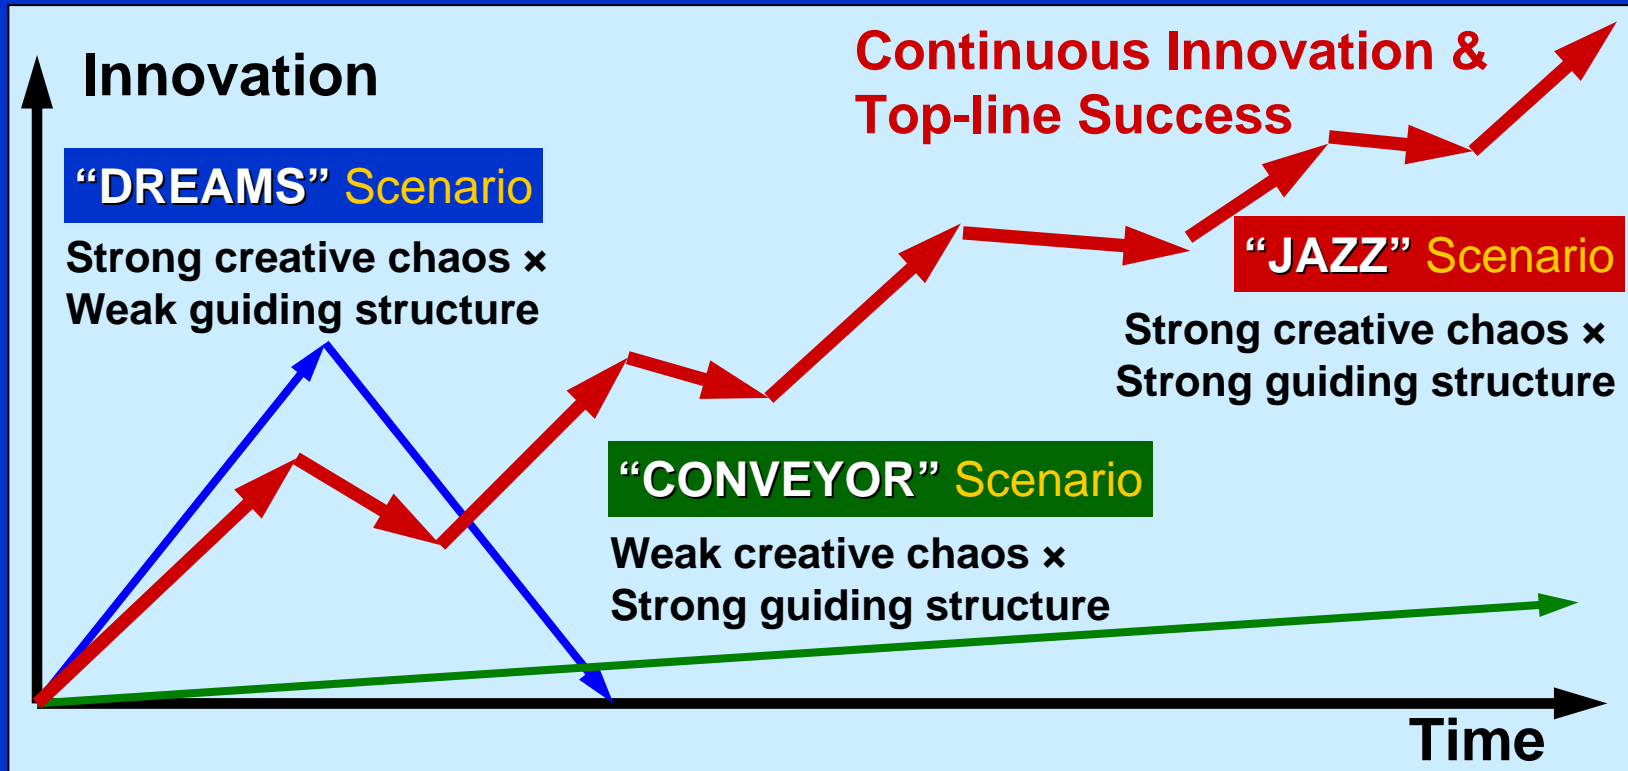 Innovation
Continuous Innovation &
Top-line Success
“DREAMS” Scenario
Strong creative chaos ×
Weak guiding structure
“JAZZ” Scenario
Strong creative chaos ×
Strong guiding structure
“CONVEYOR” Scenario
Weak creative chaos ×
Strong guiding structure
Time